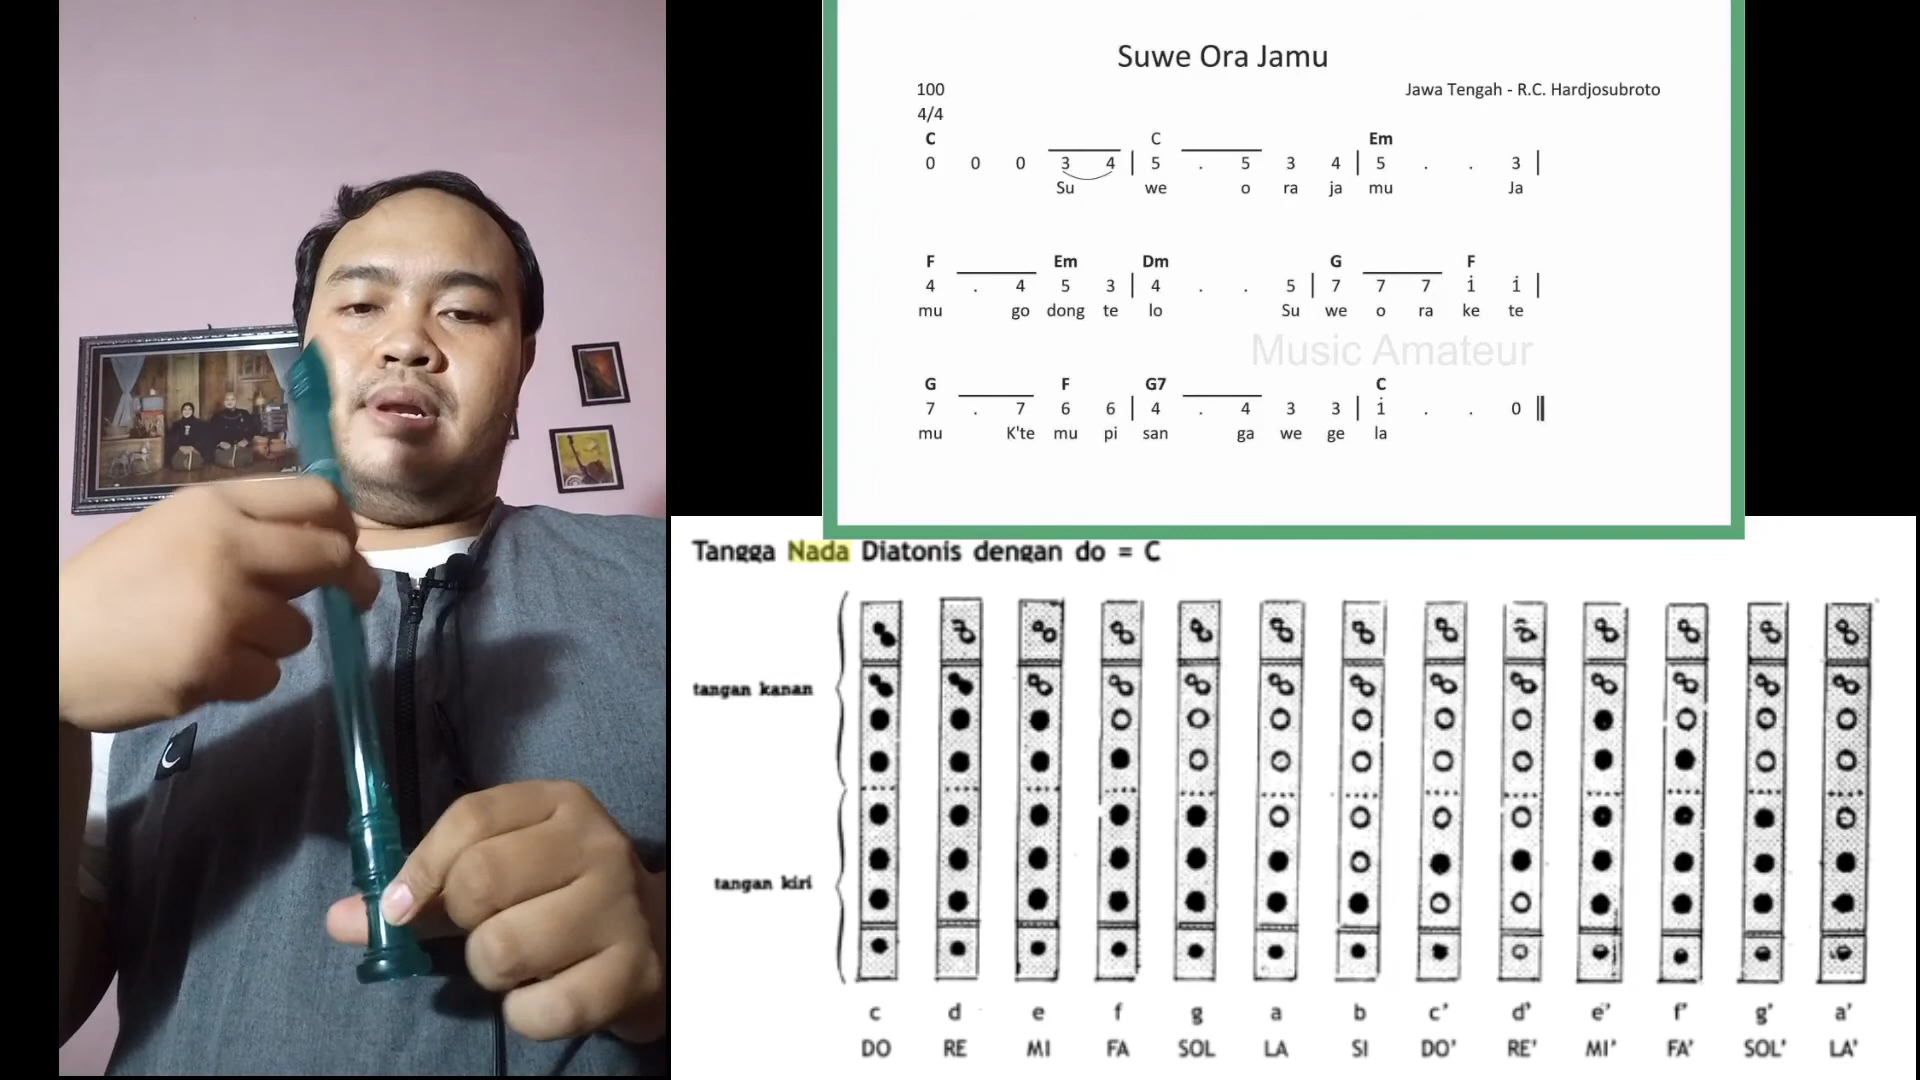 Suwe Ora Jamu
100
Jawa Tengah - R.C. Hardjosubroto
4/4
C C Em
0 0 0 3 4 | 5 . 5 3 4 | 5 . . 3 |
Su we o ra ja mu Ja
F Em Dm G F
4 . 4 5 3 | 4 . . 5 | 7 7 7 i i |
mu go dong te lo Su we o ra ke te
Music Amateur
G F G7 C
7 . 7 6 6 | 4 . 4 3 3 | i . . 0 ||
mu K'te mu pi san ga we ge la
Tangga Nada Diatonis dengan do = C
tangan kanan
tangan kiri
c d e f g a b c' d' e' f' g' a'
DO RE MI FA SOL LA SI DO' RE' MI' FA' SOL' LA'